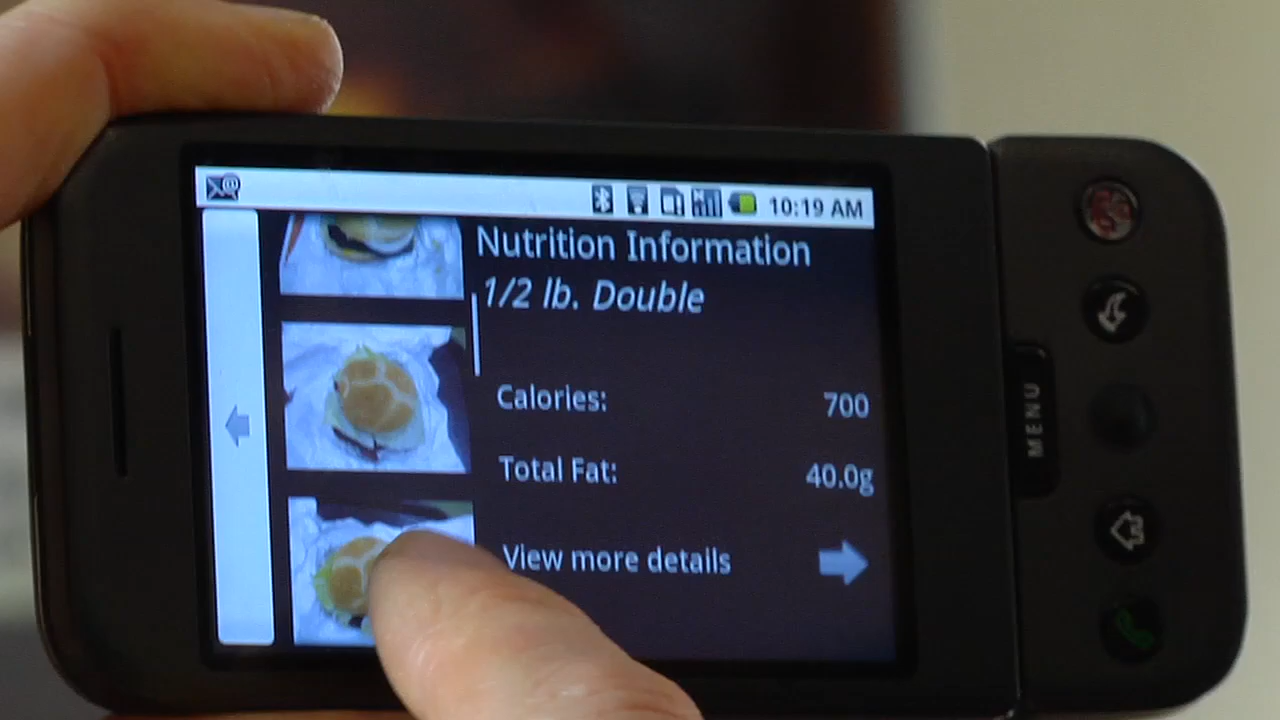 10:19 AM
Nutrition Information
1/2 lb. Double
Calories: 700
Total Fat: 40.0g
View more details
MENU